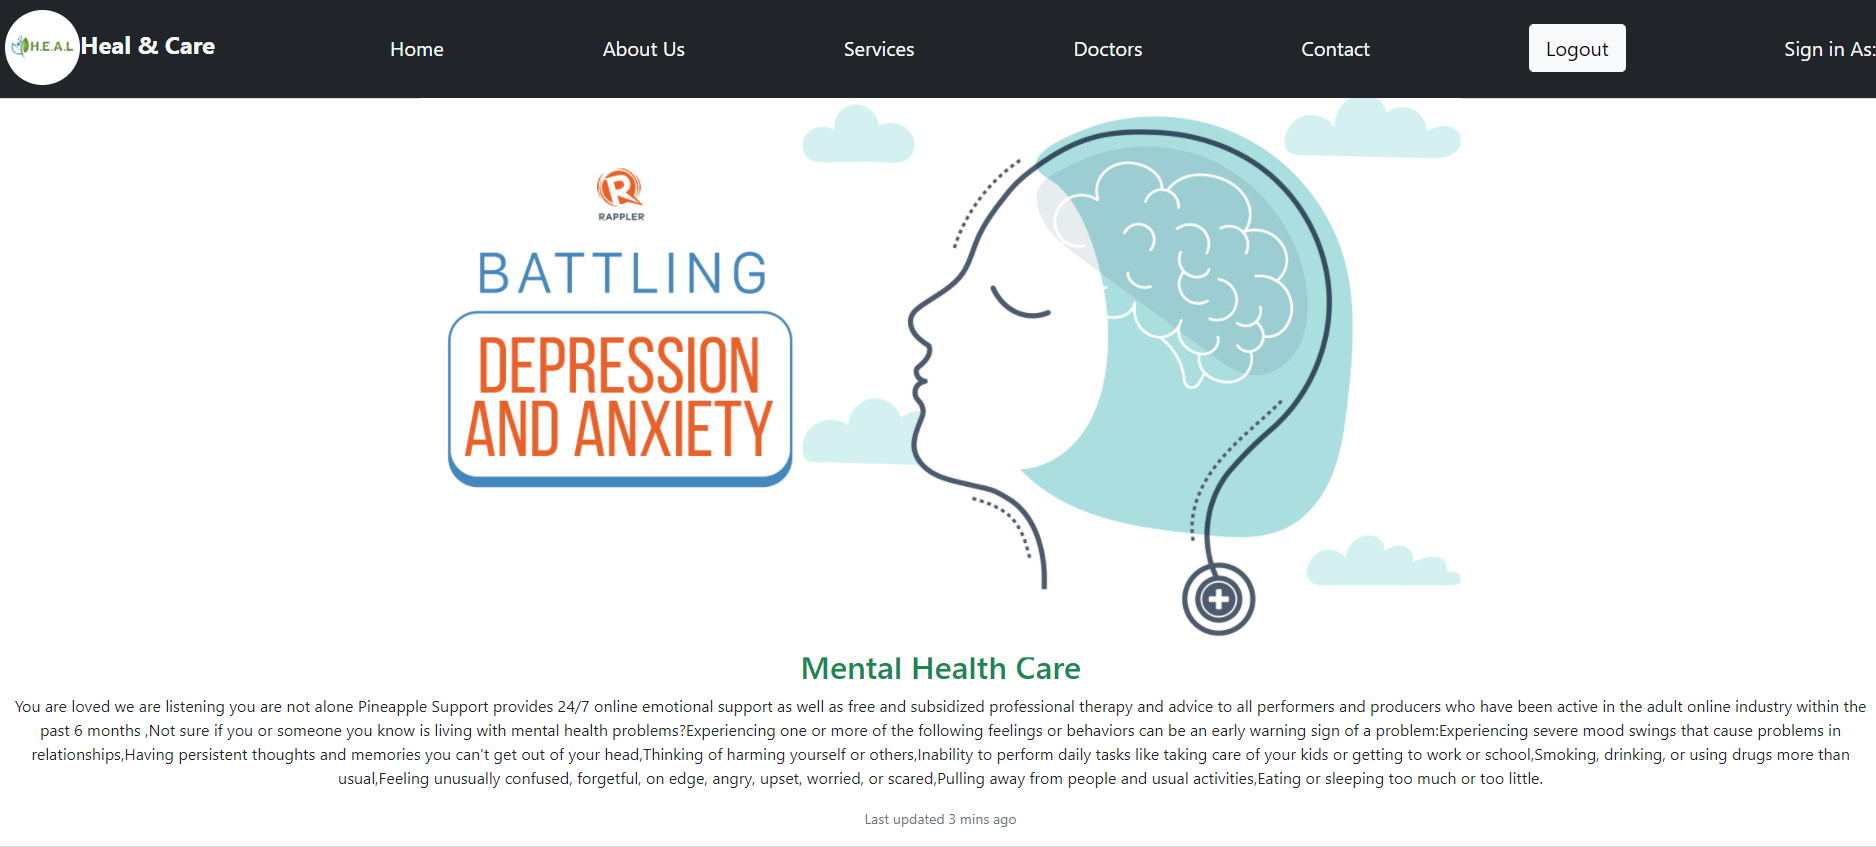 H.E.A.L Heal & Care Home About Us Services Doctors Contact Logout Sign in As:
RAPPLER
BATTLING
DEPRESSION
AND ANXIETY
Mental Health Care
You are loved we are listening you are not alone Pineapple Support provides 24/7 online emotional support as well as free and subsidized professional therapy and advice to all performers and producers who have been active in the adult online industry within the
past 6 months ,Not sure if you or someone you know is living with mental health problems?Experiencing one or more of the following feelings or behaviors can be an early warning sign of a problem:Experiencing severe mood swings that cause problems in
relationships,Having persistent thoughts and memories you can't get out of your head,Thinking of harming yourself or others,Inability to perform daily tasks like taking care of your kids or getting to work or school,Smoking, drinking, or using drugs more than
usual,Feeling unusually confused, forgetful, on edge, angry, upset, worried, or scared,Pulling away from people and usual activities,Eating or sleeping too much or too little.
Last updated 3 mins ago